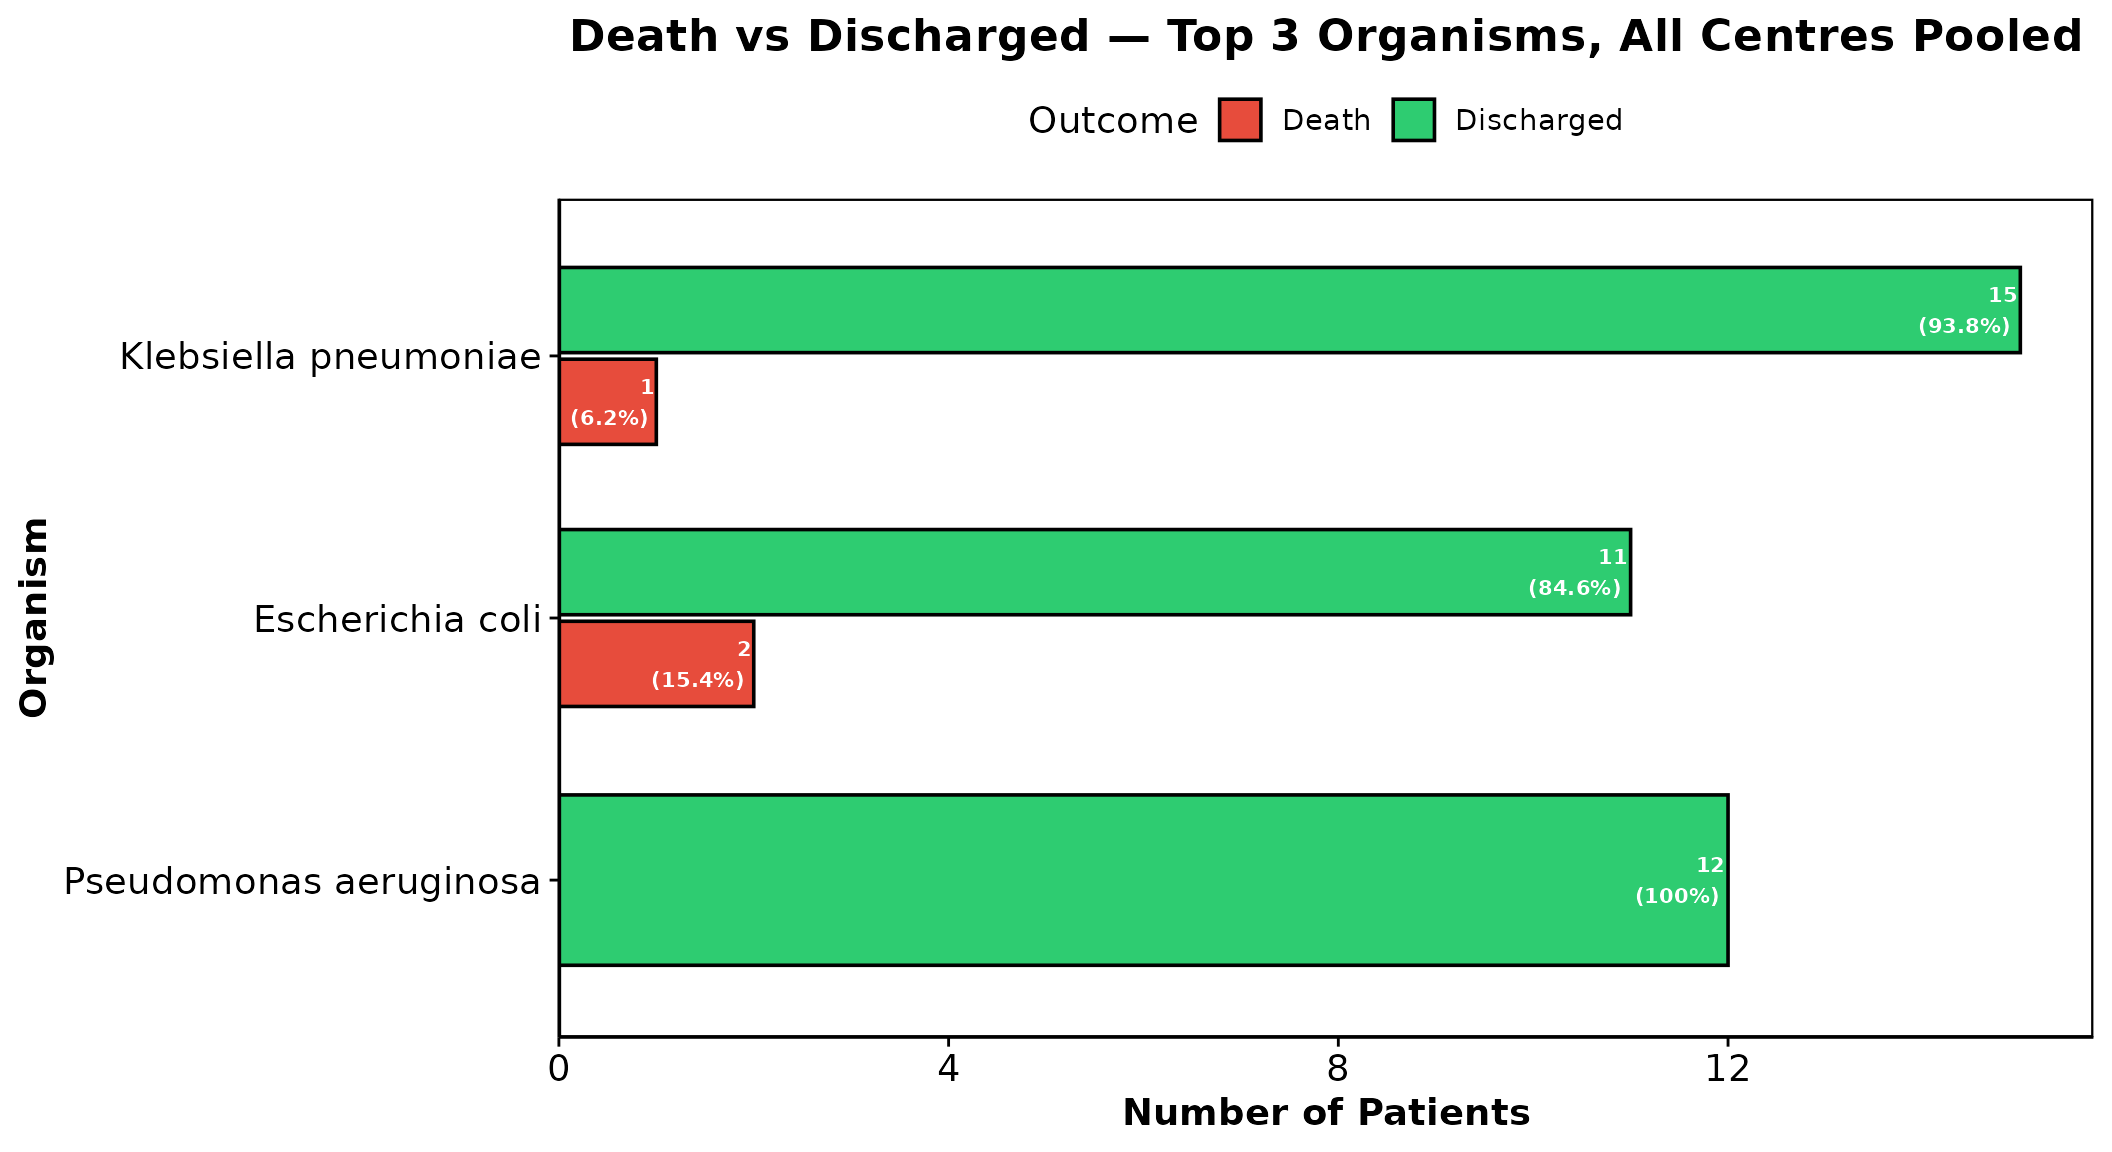 Death vs Discharged — Top 3 Organisms, All Centres Pooled
Outcome Death Discharged
Organism
Klebsiella pneumoniae
15
(93.8%)
1
(6.2%)
Escherichia coli
11
(84.6%)
2
(15.4%)
Pseudomonas aeruginosa
12
(100%)
0 4 8 12
Number of Patients